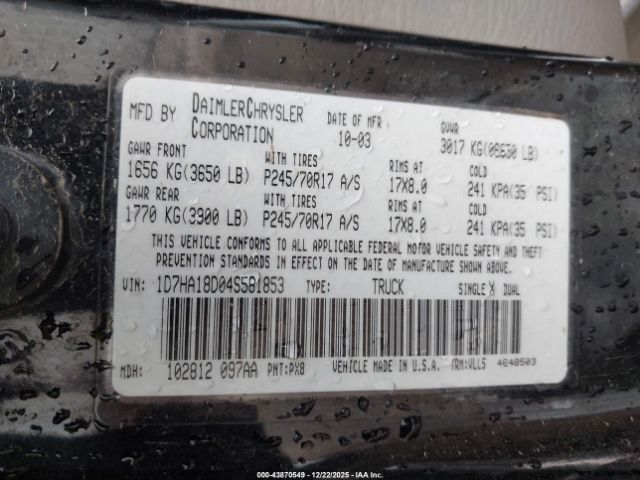 MFD BY DAIMLERCHRYSLER CORPORATION
DATE OF MFR
10-03
GVWR
3017 KG(06650 LB)
GAWR FRONT WITH TIRES RIMS AT COLD
1656 KG(3650 LB) P245/70R17 A/S 17X8.0 241 KPA(35 PSI)
GAWR REAR WITH TIRES RIMS AT COLD
1770 KG(3900 LB) P245/70R17 A/S 17X8.0 241 KPA(35 PSI)
THIS VEHICLE CONFORMS TO ALL APPLICABLE FEDERAL MOTOR VEHICLE SAFETY AND THEFT
PREVENTION STANDARDS IN EFFECT ON THE DATE OF MANUFACTURE SHOWN ABOVE.
VIN: 1D7HA18D04S581853 TYPE: TRUCK SINGLE X DUAL
MDH: 102812 097AA PNT:PX8 VEHICLE MADE IN U.S.A. TRM:VLL5 4648503
000-43870549 - 12/22/2025 - IAA.